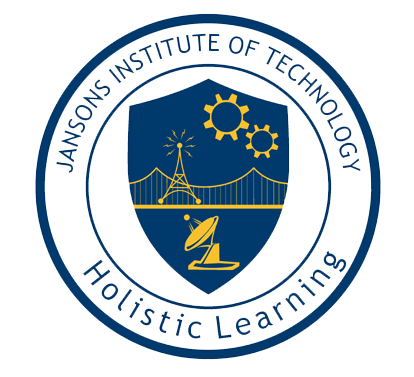 JANSONS INSTITUTE OF TECHNOLOGY
Holistic Learning